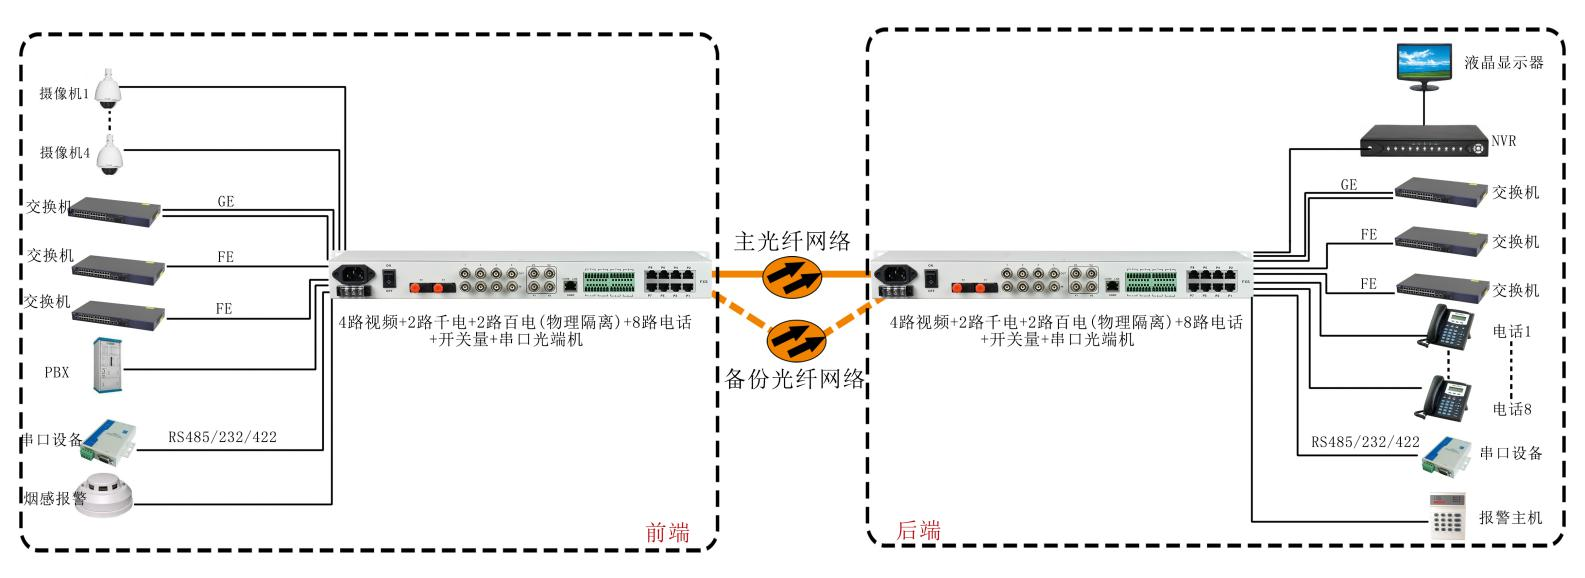 摄像机1
摄像机4
交换机
GE
交换机
FE
交换机
FE
PBX
串口设备
RS485/232/422
烟感报警
4路视频+2路千电+2路百电(物理隔离)+8路电话
+开关量+串口光端机
前端
主光纤网络
备份光纤网络
液晶显示器
NVR
GE
交换机
FE
交换机
FE
交换机
电话1
电话8
RS485/232/422
串口设备
报警主机
4路视频+2路千电+2路百电(物理隔离)+8路电话
+开关量+串口光端机
后端